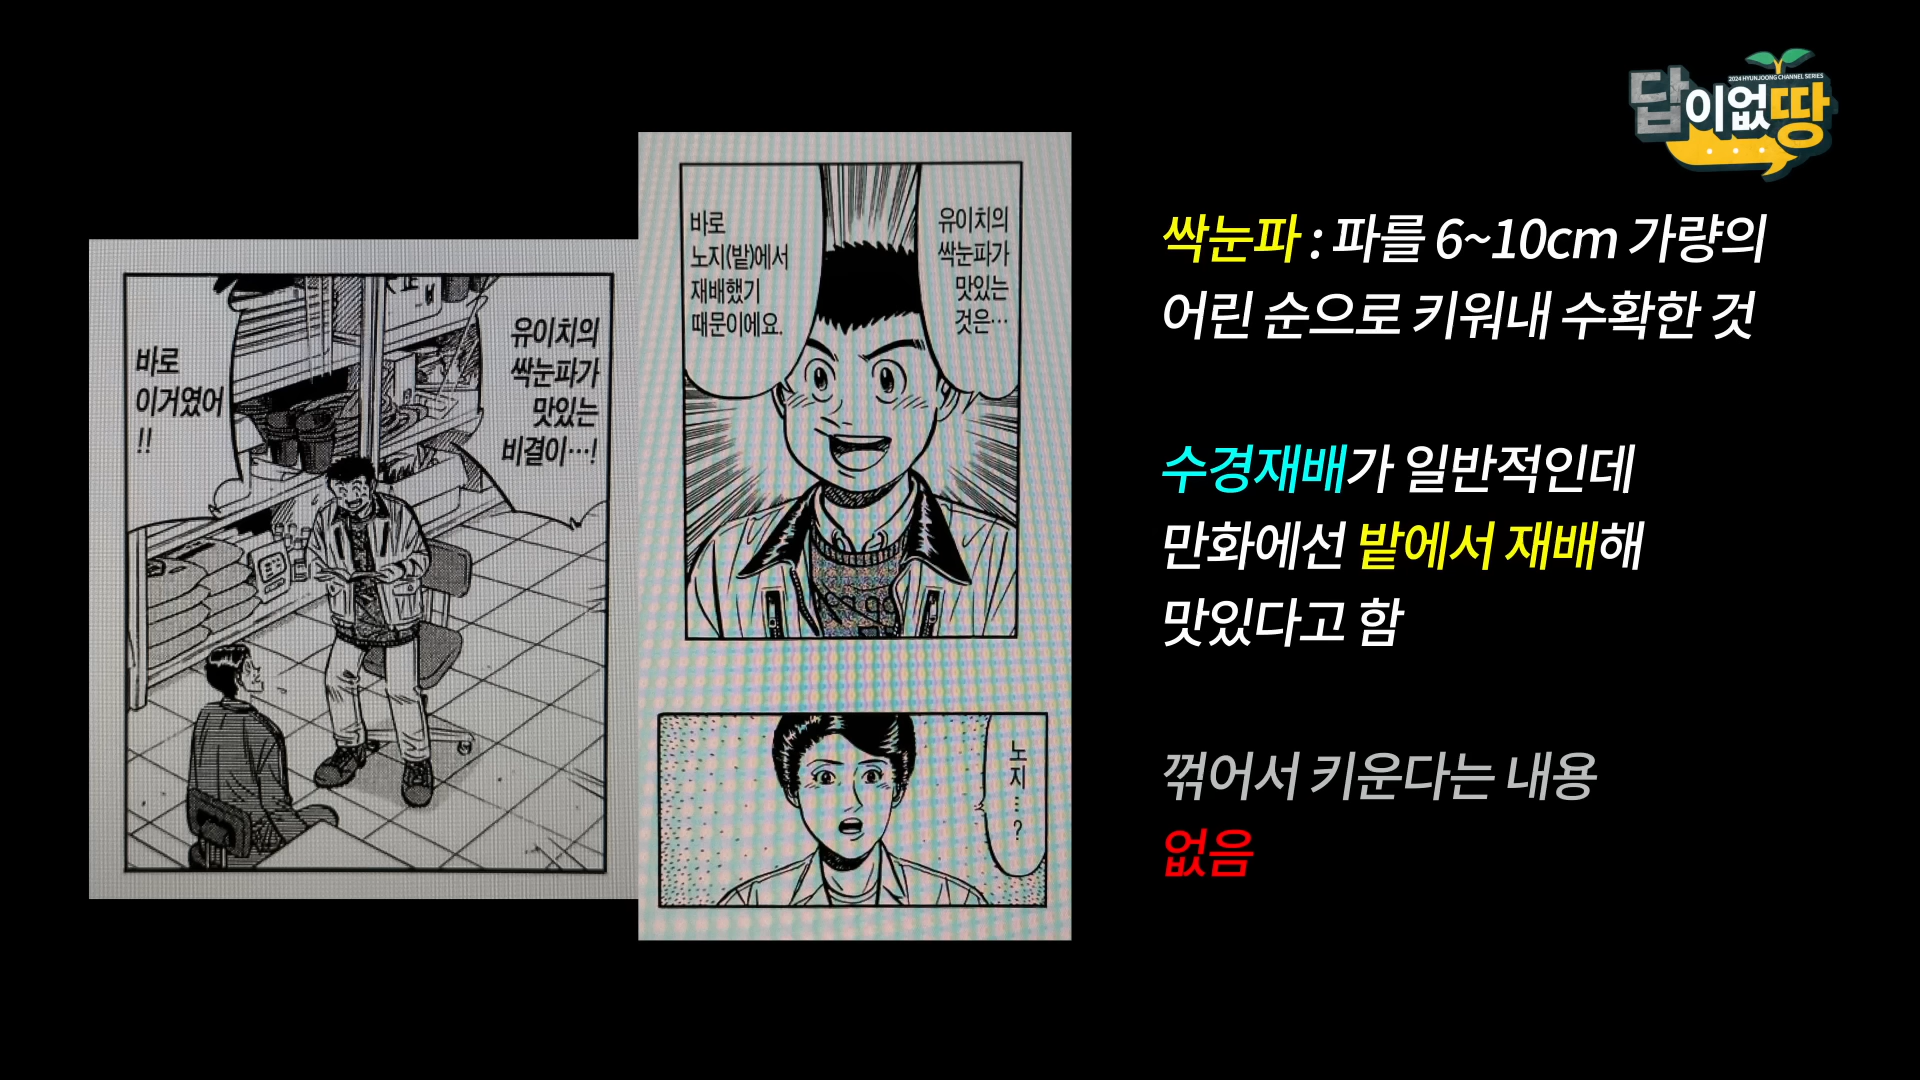 2024 HYUNJOONG CHANNEL SERIES
답이없땅
유이치의
싹눈파가
맛있는
비결이…!
바로
이거였어
!!
유이치의
싹눈파가
맛있는
것은…
바로
노지(밭)에서
재배했기
때문이에요.
노지…?
싹눈파 : 파를 6~10cm 가량의
어린 순으로 키워내 수확한 것
수경재배가 일반적인데
만화에선 밭에서 재배해
맛있다고 함
꺾어서 키운다는 내용
없음